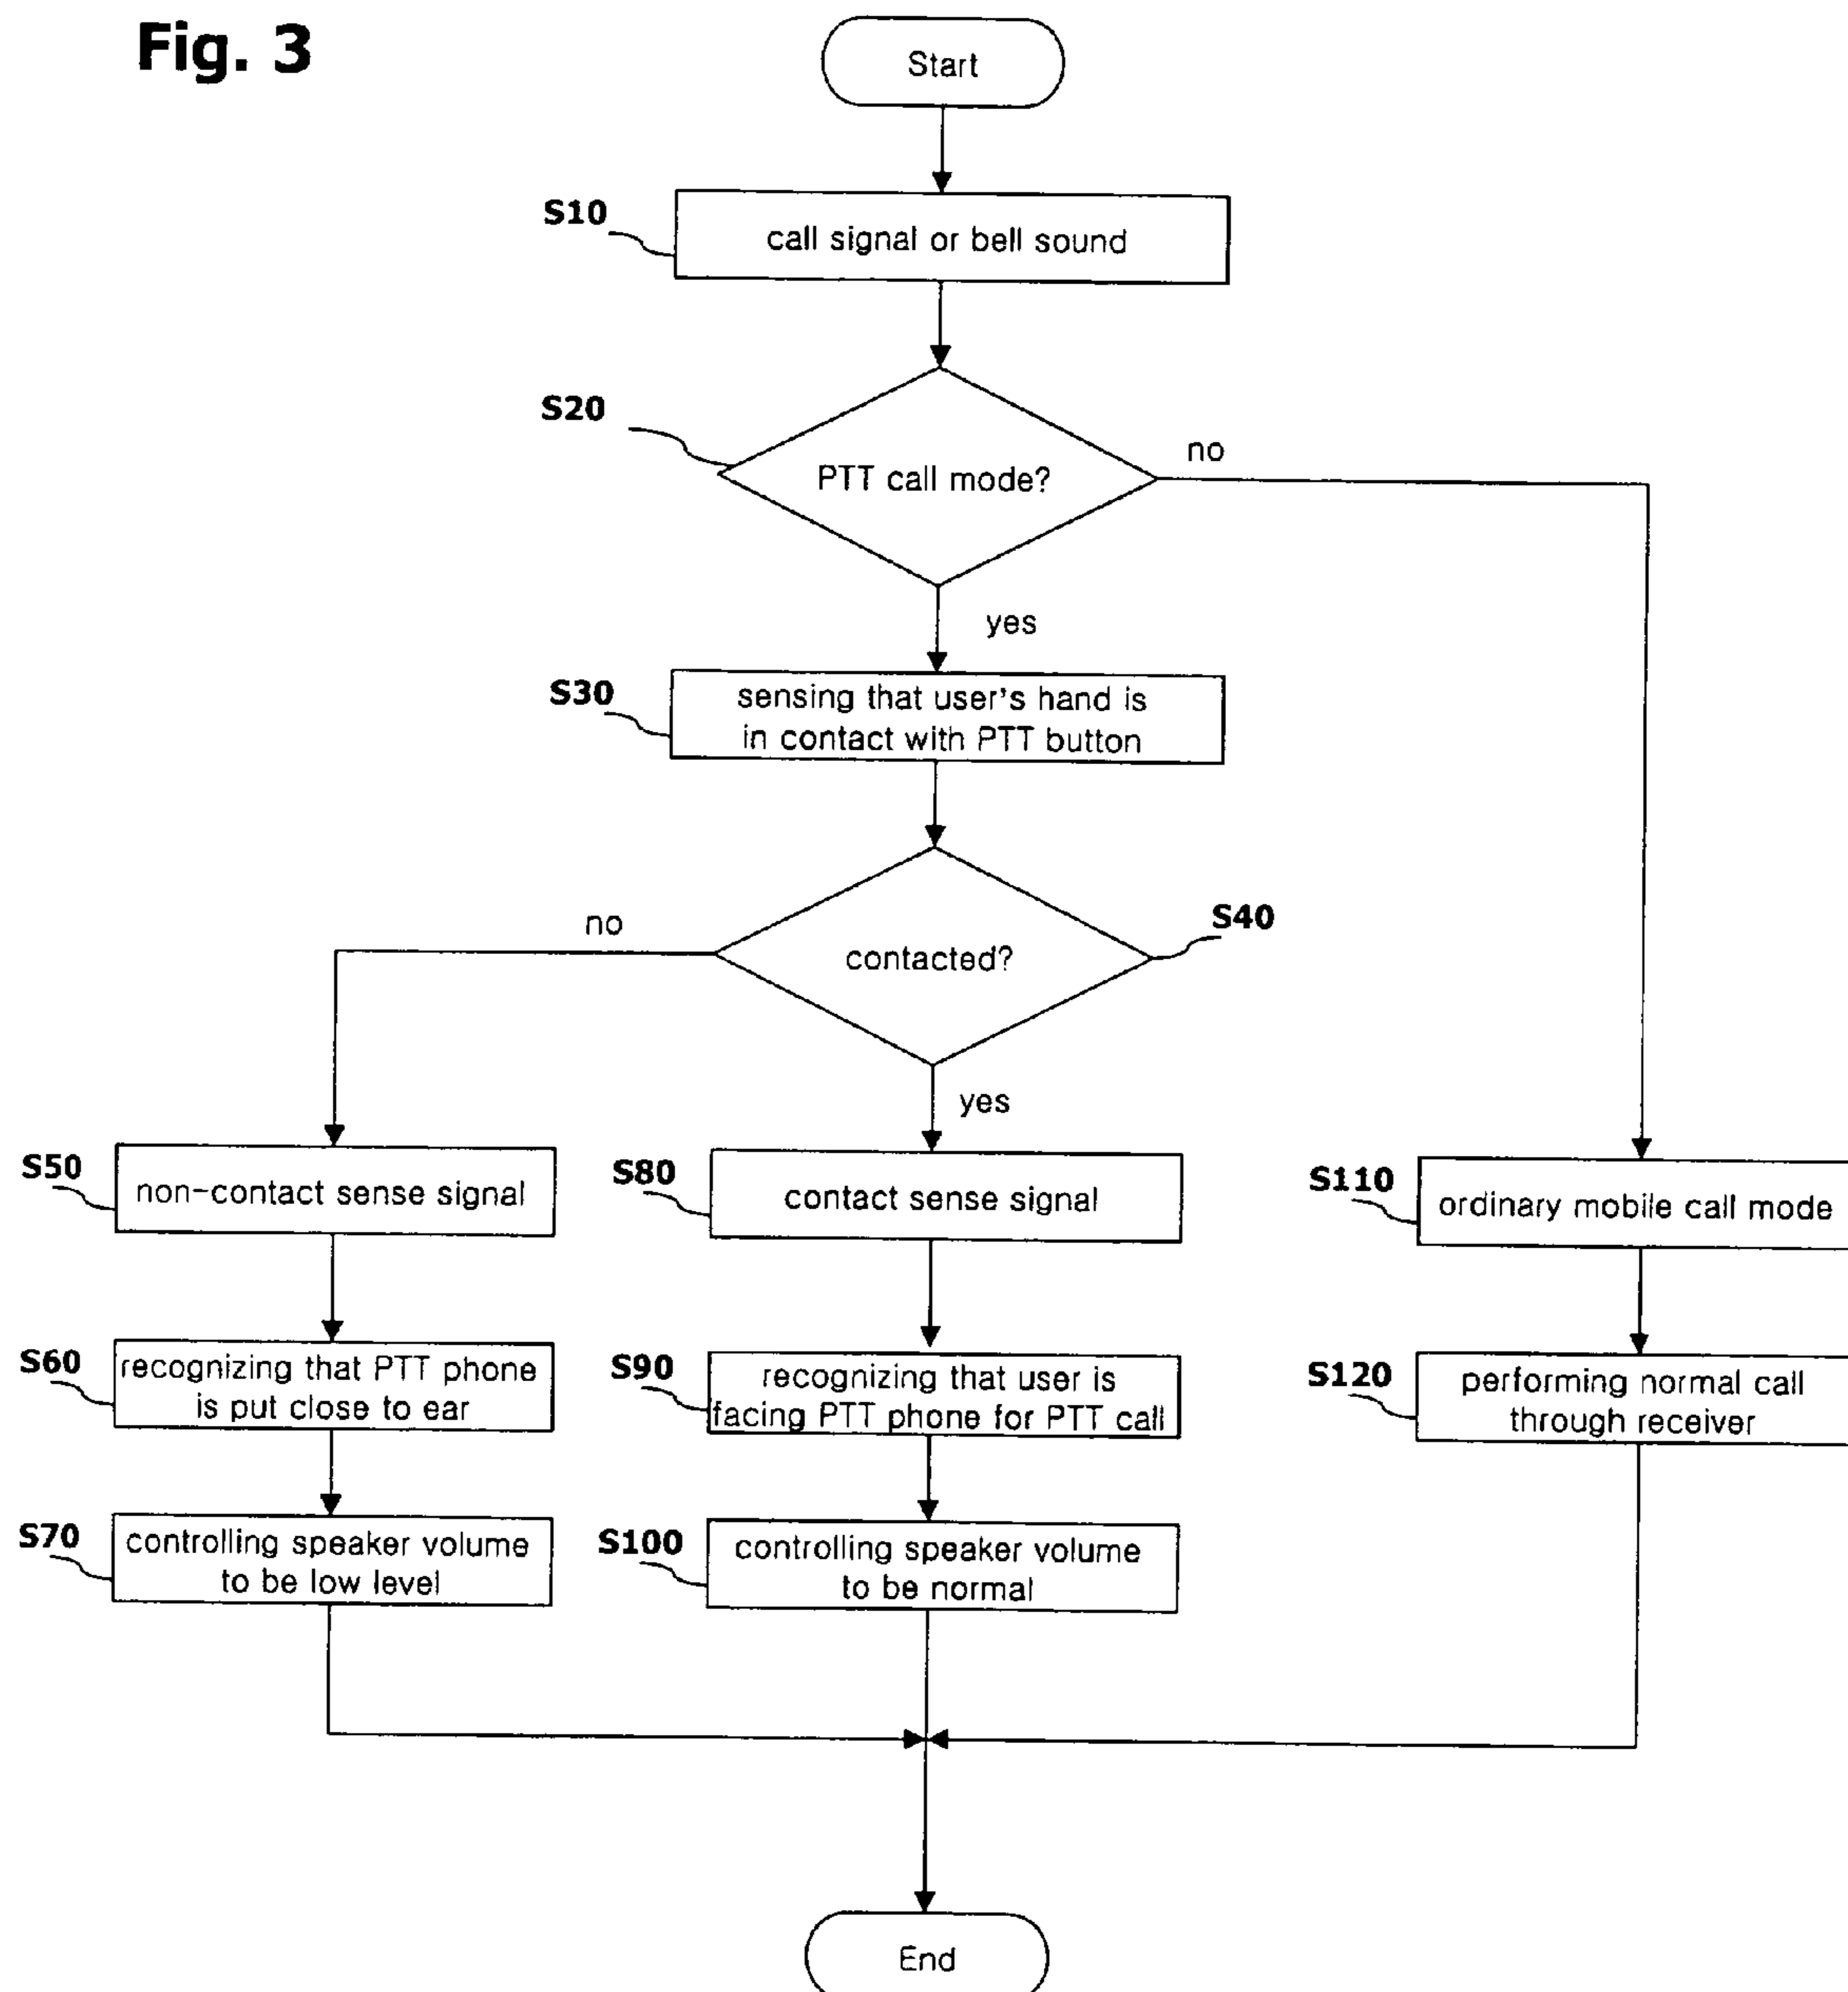 Fig. 3
Start
S10
call signal or bell sound
S20
PTT call mode?
no
yes
S30
sensing that user's hand is
in contact with PTT button
no
contacted?
S40
yes
S50
non-contact sense signal
S80
contact sense signal
S110
ordinary mobile call mode
S60
recognizing that PTT phone
is put close to ear
S90
recognizing that user is
facing PTT phone for PTT call
S120
performing normal call
through receiver
S70
controlling speaker volume
to be low level
S100
controlling speaker volume
to be normal
End